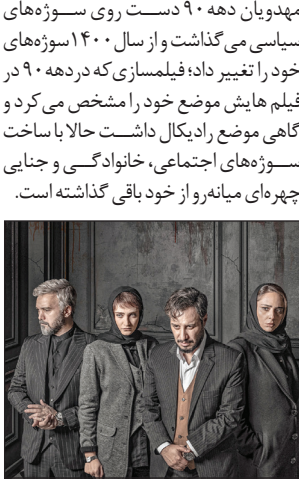 مهدویان دهه ۹۰ دســت روی ســوژه‌های
سیاسی می‌گذاشت و از سال ۱۴۰۰ سوژه‌های
خود را تغییر داد؛ فیلمسازی که در دهه ۹۰ در
فیلم هایش موضع خود را مشخص می‌کرد و
گاهی موضع رادیکال داشــت حالا با ساخت
ســوژه‌های اجتماعی، خانوادگــی و جنایی
چهره‌ای میانه‌رو از خود باقی گذاشته است.